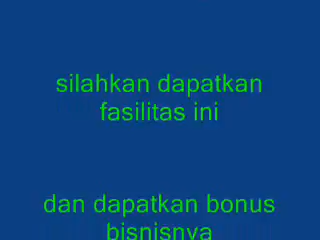 silahkan dapatkan
fasilitas ini
dan dapatkan bonus
bisnisnya